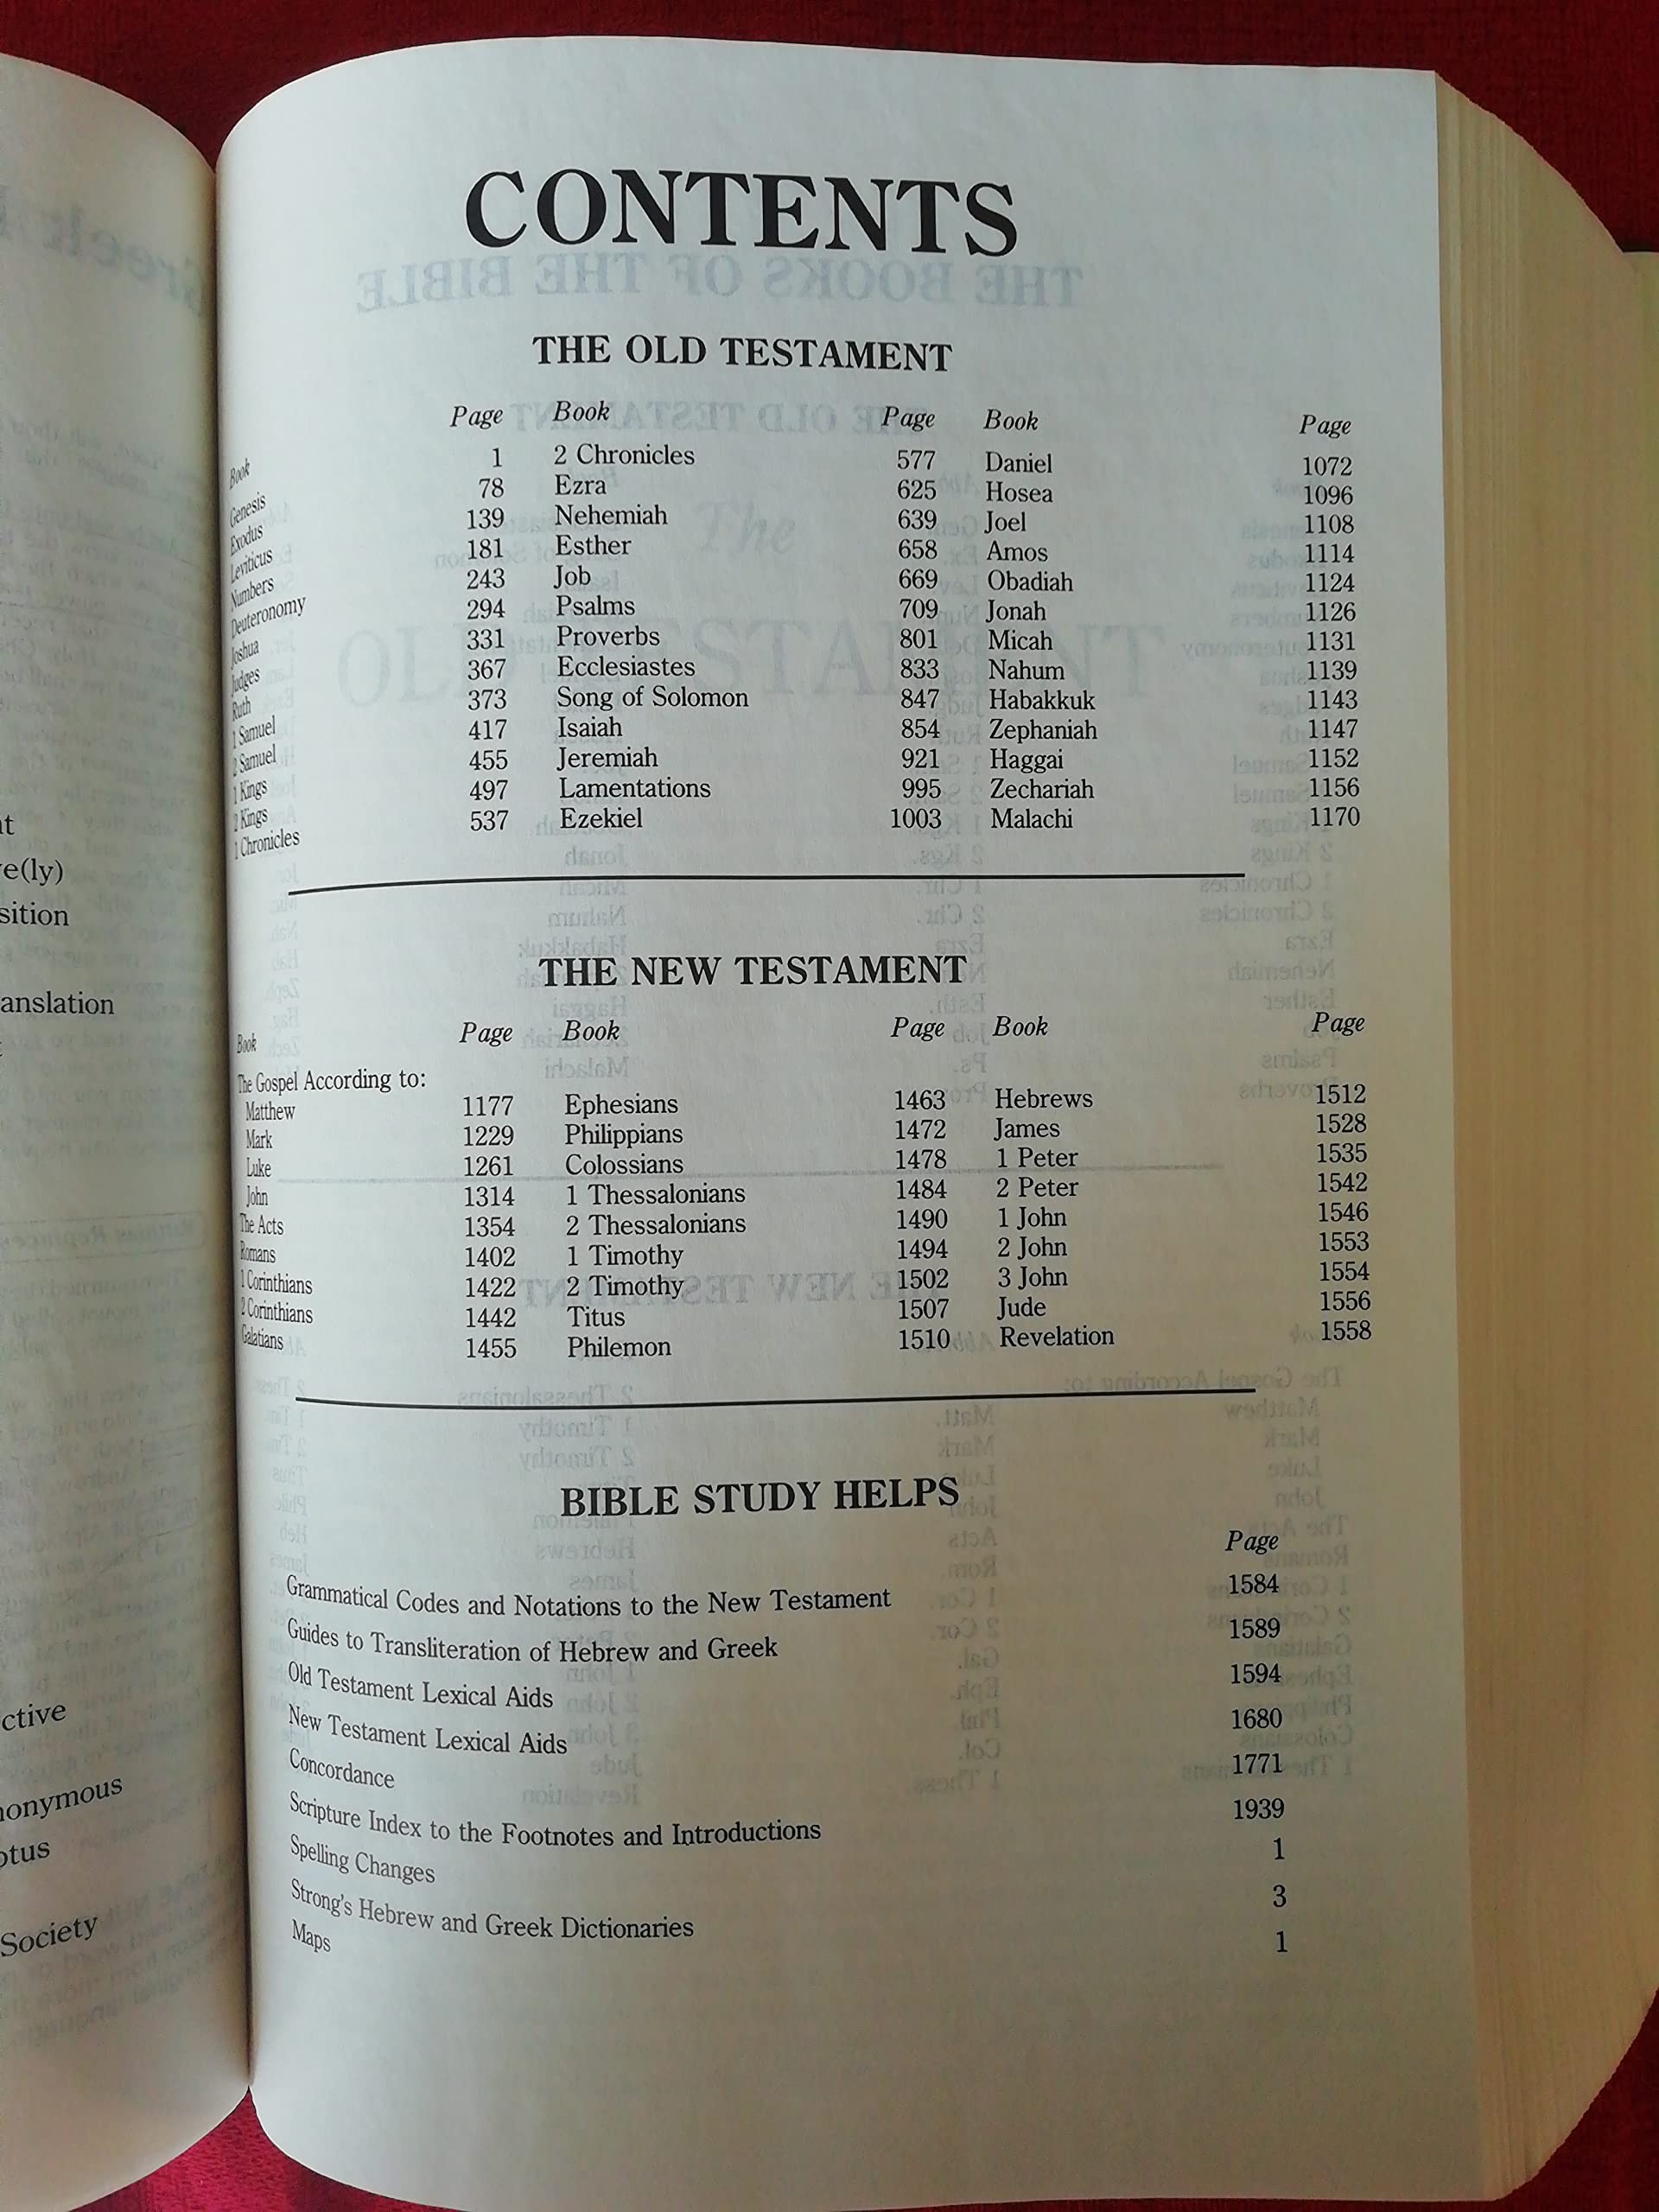 CONTENTS
THE OLD TESTAMENT
Book Page Book Page Book Page
Genesis 1 2 Chronicles 577 Daniel 1072
Exodus 78 Ezra 625 Hosea 1096
Leviticus 139 Nehemiah 639 Joel 1108
Numbers 181 Esther 658 Amos 1114
Deuteronomy 243 Job 669 Obadiah 1124
Joshua 294 Psalms 709 Jonah 1126
Judges 331 Proverbs 801 Micah 1131
Ruth 367 Ecclesiastes 833 Nahum 1139
1 Samuel 373 Song of Solomon 847 Habakkuk 1143
2 Samuel 417 Isaiah 854 Zephaniah 1147
1 Kings 455 Jeremiah 921 Haggai 1152
2 Kings 497 Lamentations 995 Zechariah 1156
1 Chronicles 537 Ezekiel 1003 Malachi 1170
THE NEW TESTAMENT
Book Page Book Page Book Page
The Gospel According to:
Matthew 1177 Ephesians 1463 Hebrews 1512
Mark 1229 Philippians 1472 James 1528
Luke 1261 Colossians 1478 1 Peter 1535
John 1314 1 Thessalonians 1484 2 Peter 1542
The Acts 1354 2 Thessalonians 1490 1 John 1546
Romans 1402 1 Timothy 1494 2 John 1553
1 Corinthians 1422 2 Timothy 1502 3 John 1554
2 Corinthians 1442 Titus 1507 Jude 1556
Galatians 1455 Philemon 1510 Revelation 1558
BIBLE STUDY HELPS
Page
Grammatical Codes and Notations to the New Testament 1584
Guides to Transliteration of Hebrew and Greek 1589
Old Testament Lexical Aids 1594
New Testament Lexical Aids 1680
Concordance 1771
Scripture Index to the Footnotes and Introductions 1939
Spelling Changes 1
Strong's Hebrew and Greek Dictionaries 3
Maps 1
Society